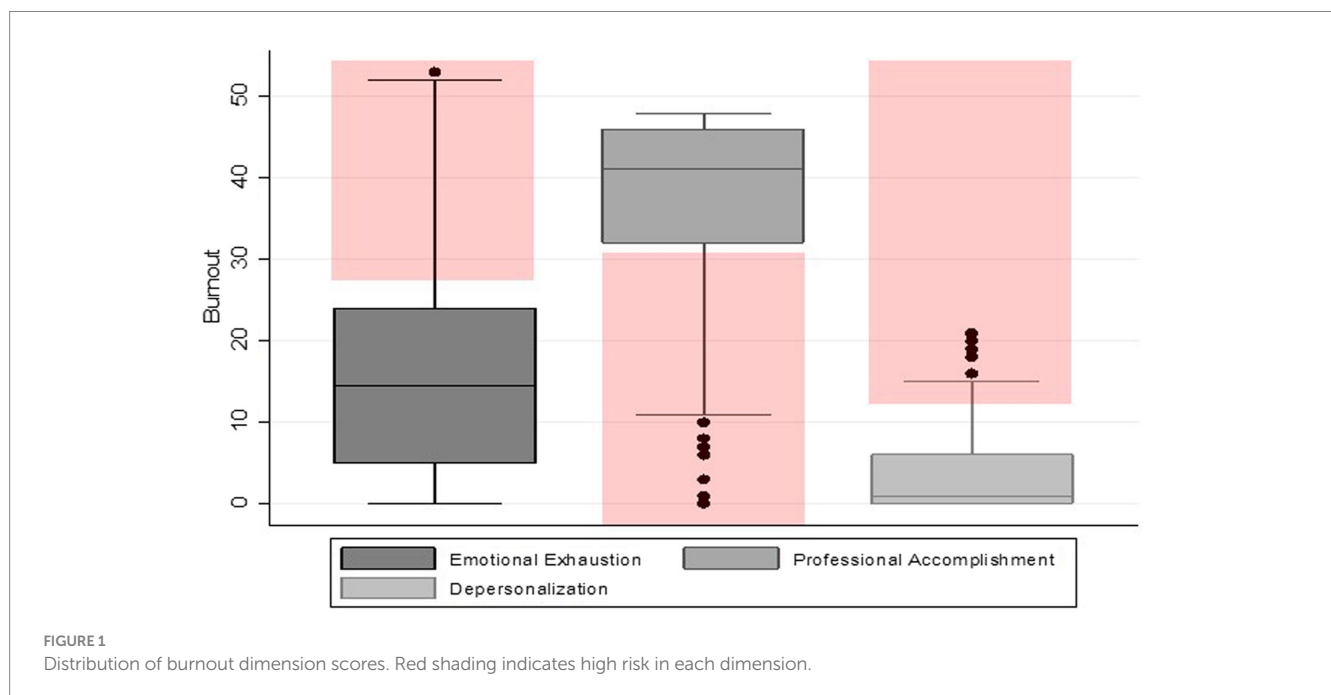 50
40
30
20
10
0
Burnout
Emotional Exhaustion
Professional Accomplishment
Depersonalization
FIGURE 1
Distribution of burnout dimension scores. Red shading indicates high risk in each dimension.